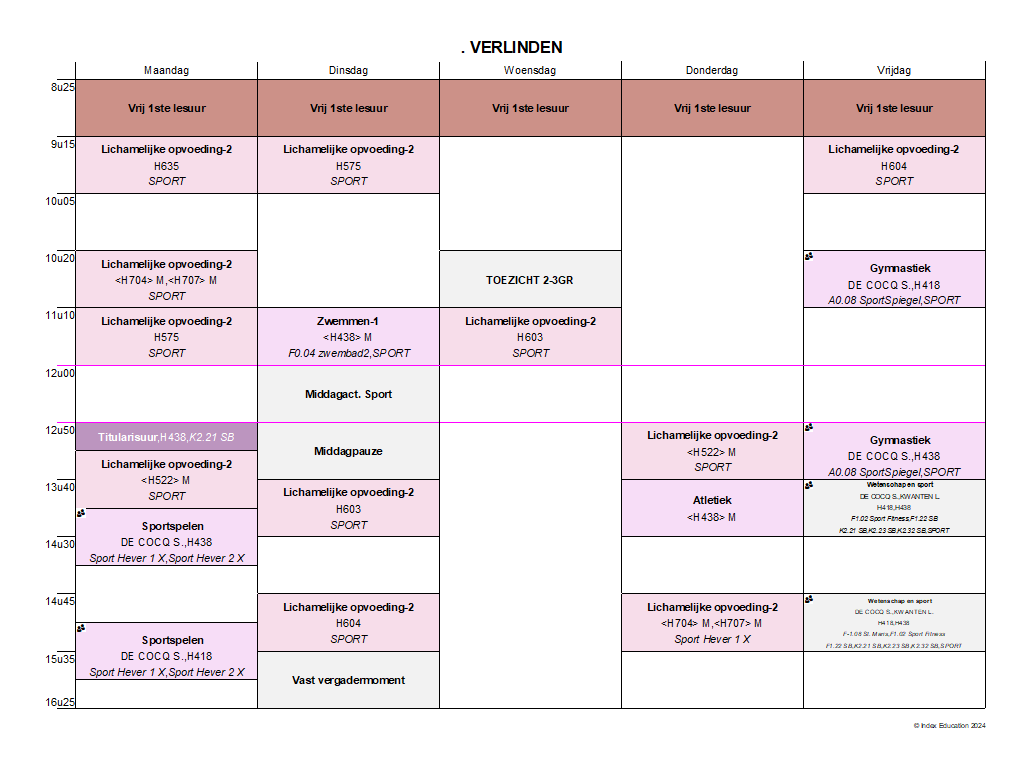 . VERLINDEN
Maandag Dinsdag Woensdag Donderdag Vrijdag
8u25
Vrij 1ste lesuur Vrij 1ste lesuur Vrij 1ste lesuur Vrij 1ste lesuur Vrij 1ste lesuur
9u15
Lichamelijke opvoeding-2 Lichamelijke opvoeding-2 Lichamelijke opvoeding-2
H635 H575 H604
SPORT SPORT SPORT
10u05
10u20
Lichamelijke opvoeding-2 TOEZICHT 2-3GR Gymnastiek
<H704> M,<H707> M DE COCQ S.,H418
SPORT A0.08 SportSpiegel,SPORT
11u10
Lichamelijke opvoeding-2 Zwemmen-1 Lichamelijke opvoeding-2
H575 <H438> M H603
SPORT F0.04 zwembad2,SPORT SPORT
12u00
Middagact. Sport
12u50
Titularisuur,H438,K2.21 SB Middagpauze Lichamelijke opvoeding-2 Gymnastiek
<H522> M DE COCQ S.,H438
SPORT A0.08 SportSpiegel,SPORT
Lichamelijke opvoeding-2
<H522> M
SPORT
13u40
Lichamelijke opvoeding-2 Atletiek Wetenschap en sport
H603 <H438> M DE COCQ S.,KWANTEN L.
SPORT H418,H438
F1.02 Sport Fitness,F1.22 SB
K2.21 SB,K2.23 SB,K2.32 SB,SPORT
Sportspelen
DE COCQ S.,H438
Sport Hever 1 X,Sport Hever 2 X
14u30
14u45
Lichamelijke opvoeding-2 Lichamelijke opvoeding-2 Wetenschap en sport
H604 <H704> M,<H707> M DE COCQ S.,KWANTEN L.
SPORT Sport Hever 1 X H418,H438
F-1.08 St. Maris,F1.02 Sport Fitness
F1.22 SB,K2.21 SB,K2.23 SB,K2.32 SB,SPORT
Sportspelen
DE COCQ S.,H418
Sport Hever 1 X,Sport Hever 2 X
15u35
Vast vergadermoment
16u25
© Index Education 2024